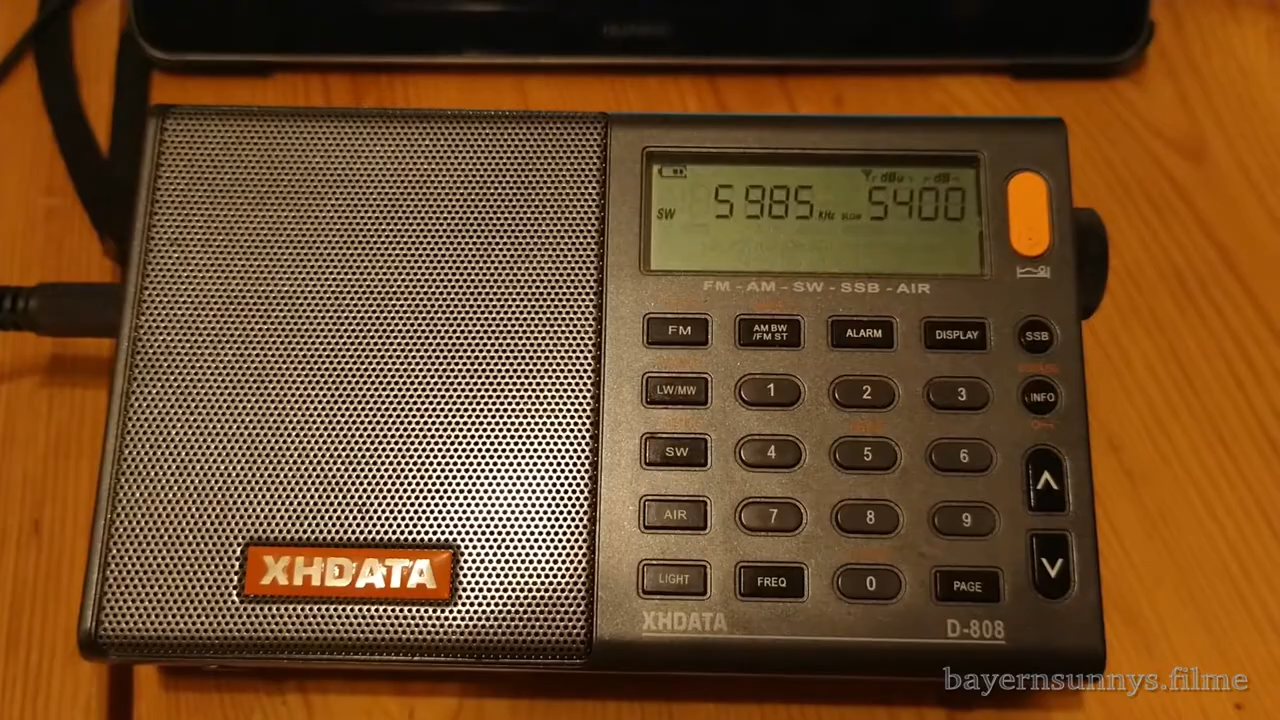 HUAWEI
SW 5985 KHz SLOW 5400
FM - AM - SW - SSB - AIR
FM AM BW /FM ST ALARM DISPLAY SSB
LW/MW 1 2 3 INFO
SW 4 5 6
AIR 7 8 9
LIGHT FREQ 0 PAGE
XHDATA
XHDATA D-808
bayernsunnys.filme